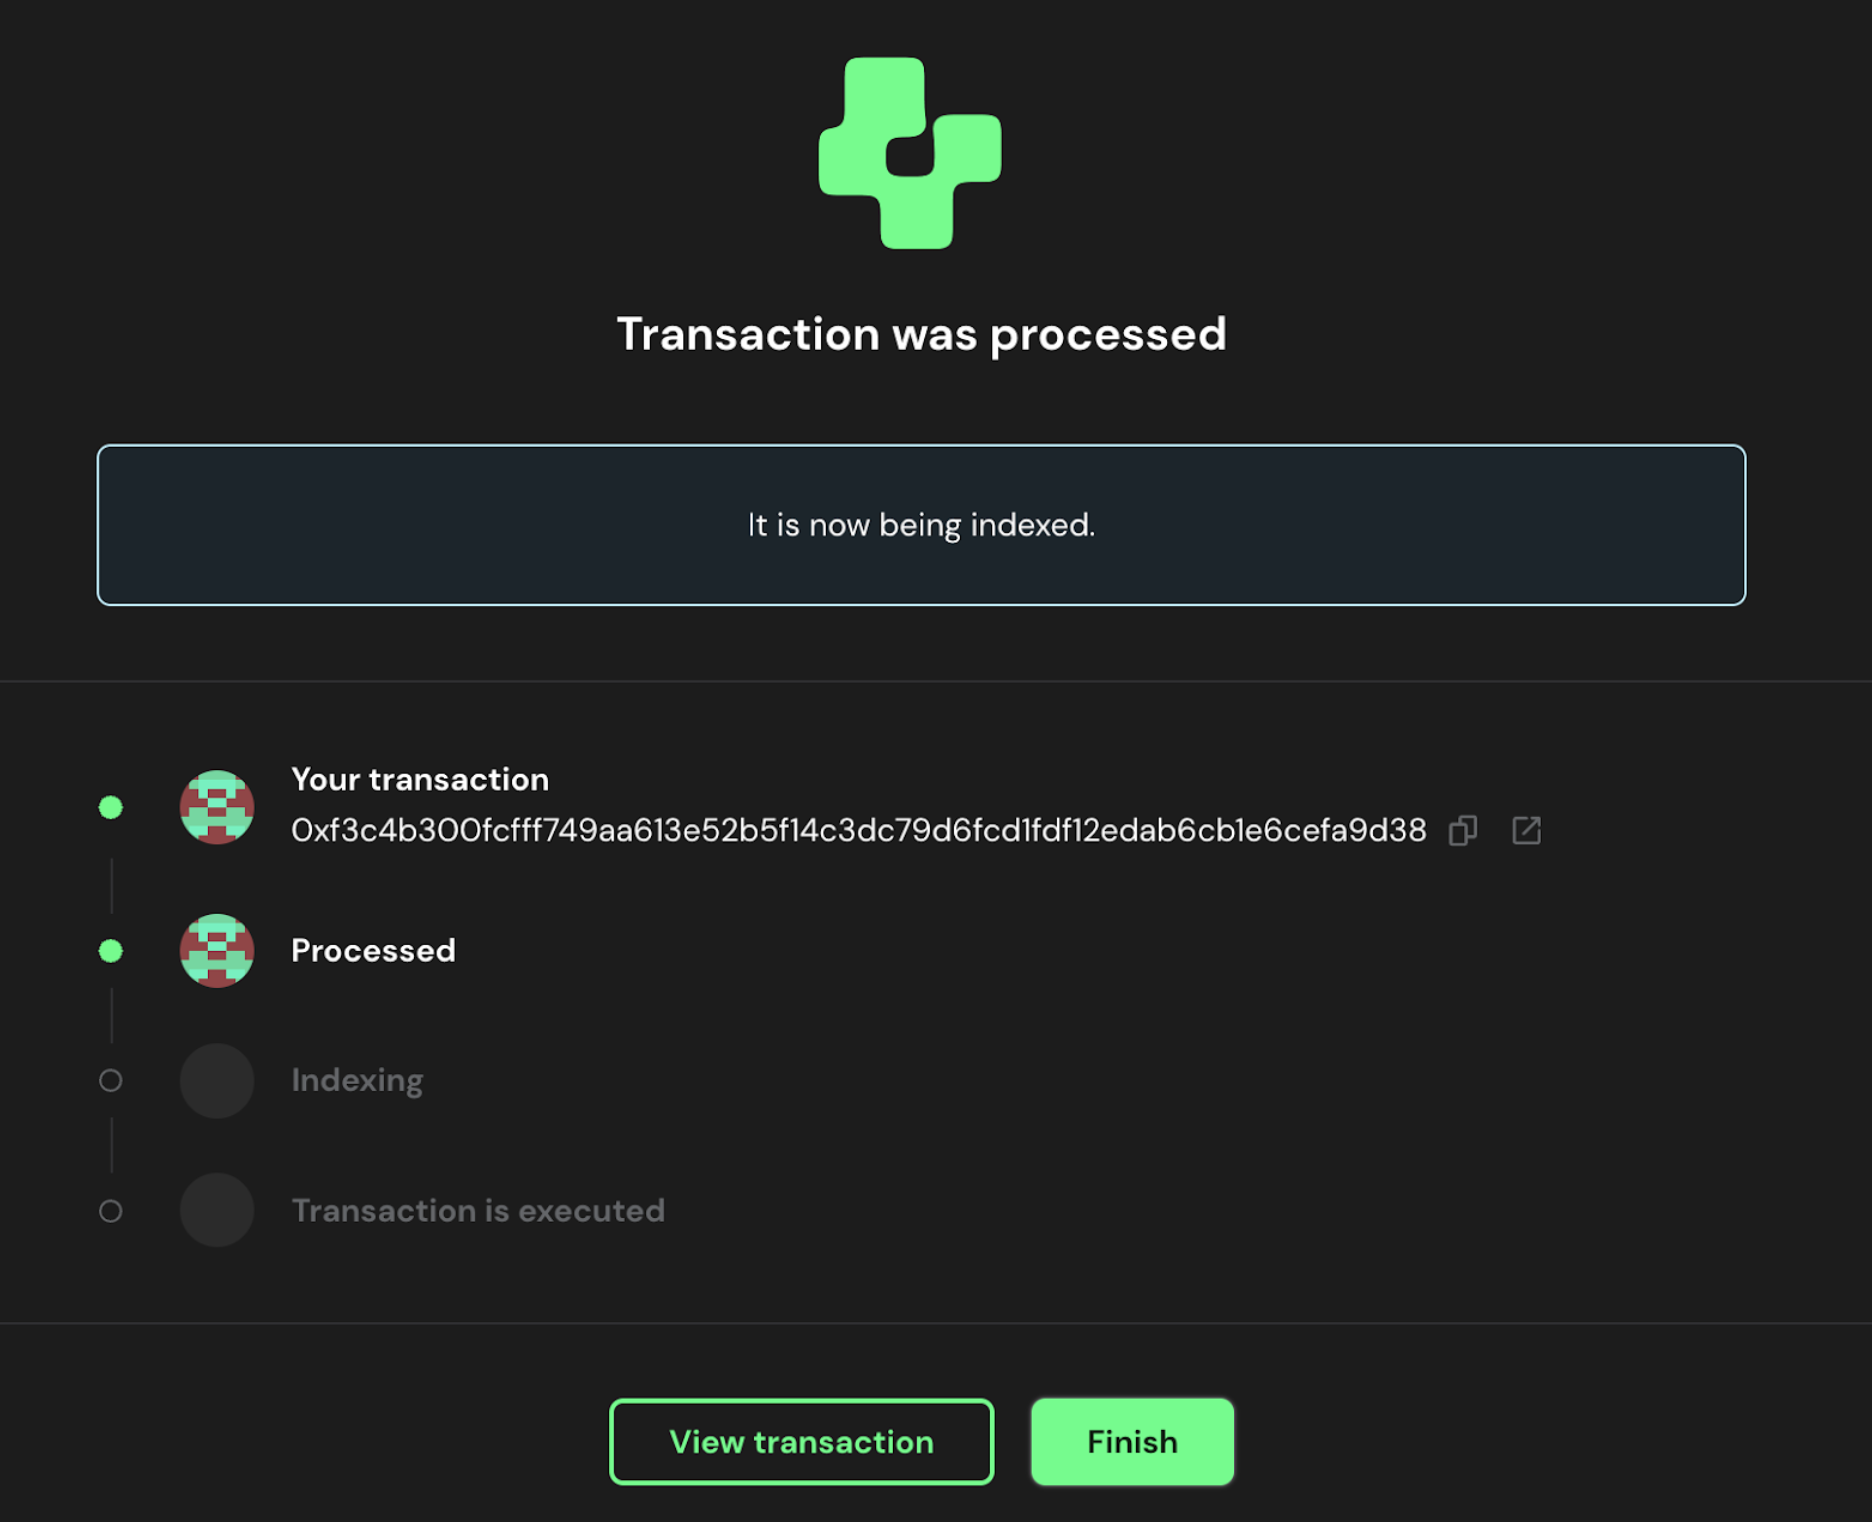 Transaction was processed
It is now being indexed.
Your transaction
0xf3c4b300fcfff749aa613e52b5f14c3dc79d6fcd1fdf12edab6cb1e6cefa9d38
Processed
Indexing
Transaction is executed
View transaction
Finish